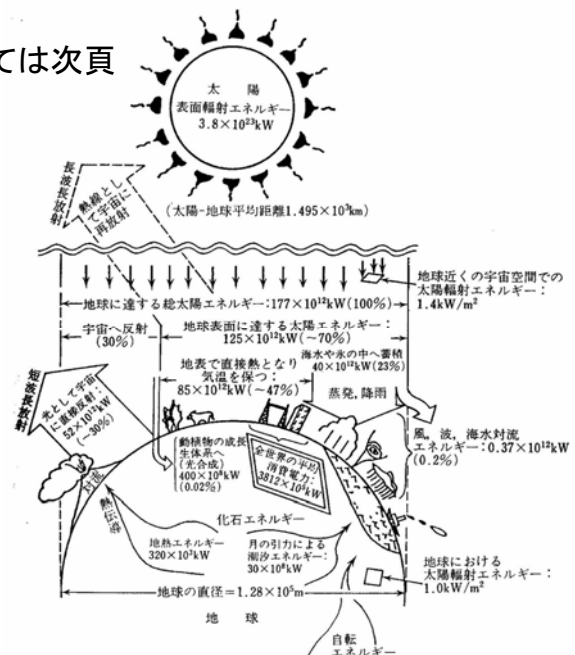 ては次頁
太陽
表面輻射エネルギー
3.8×10²³kW
長波長放射
熱線とし
て宇宙に
再放射
(太陽-地球平均距離1.495×10³km)
地球近くの宇宙空間での
太陽輻射エネルギー:
1.4kW/m²
地球に達する総太陽エネルギー:177×10¹²kW(100%)
宇宙へ反射
(30%)
地球表面に達する太陽エネルギー:
125×10¹²kW(~70%)
海水や氷の中へ蓄積
40×10¹²kW(23%)
地表で直接熱となり
気温を保つ:
85×10¹²kW(~47%)
蒸発,降雨
短波長放射
光として宇宙
に直接反射:
52×10¹²kW
(~30%)
風,波,海水対流
エネルギー:0.37×10¹²kW
(0.2%)
動植物の成長
生体系へ
(光合成)
400×10⁸kW
(0.02%)
全世界の平均
消費電力:
3812×10⁵kW
対流
熱伝導
化石エネルギー
地熱エネルギー
320×10³kW
月の引力による
潮汐エネルギー:
30×10⁸kW
地球における
太陽輻射エネルギー:
1.0kW/m²
地球の直径=1.28×10⁵m
地球
自転
エネルギー